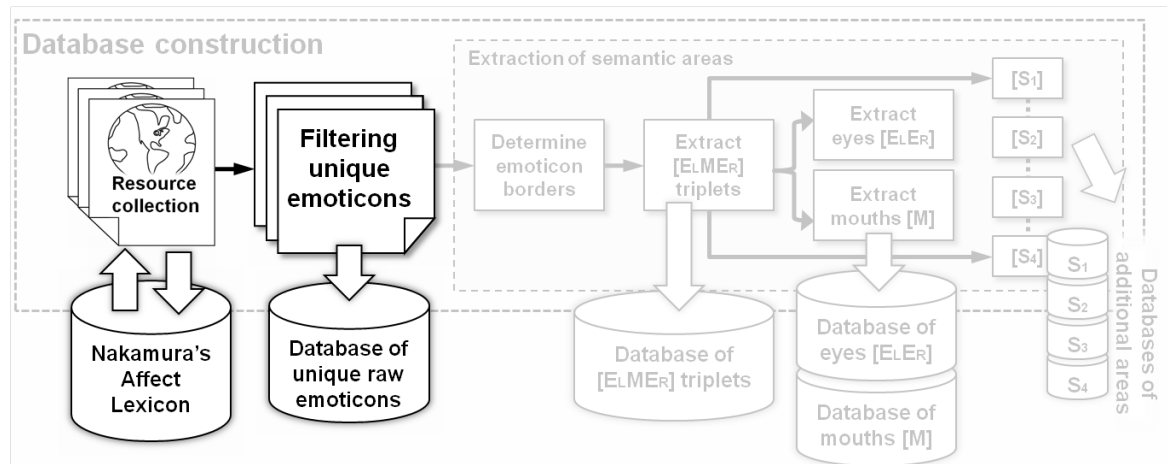 Database construction
Resource
collection
Filtering
unique
emoticons
Nakamura's
Affect
Lexicon
Database of
unique raw
emoticons
Extraction of semantic areas
Determine
emoticon
borders
Extract
[ELMER]
triplets
Extract
eyes [ELER]
Extract
mouths [M]
[S1]
[S2]
[S3]
[S4]
Database of
[ELMER] triplets
Database of
eyes [ELER]
Database of
mouths [M]
S1
S2
S3
S4
Databases of
additional areas